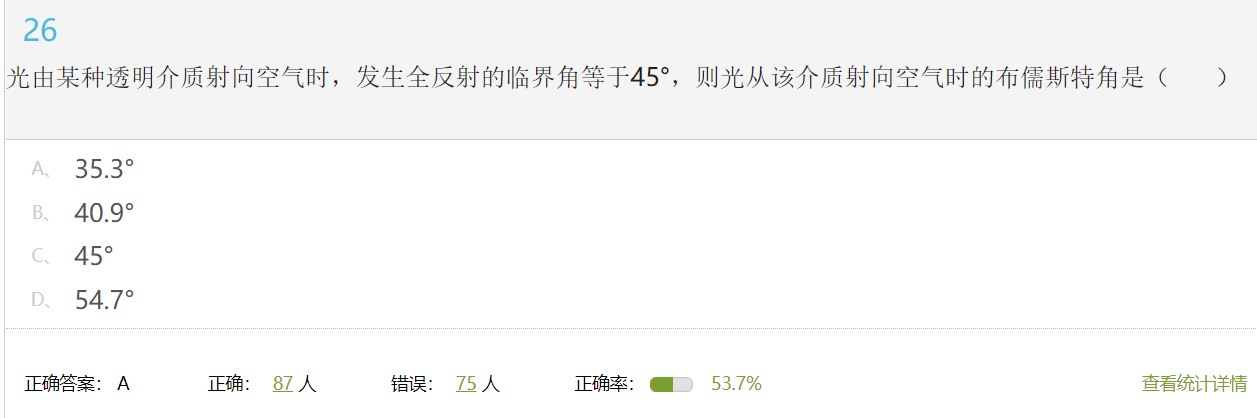 26
光由某种透明介质射向空气时，发生全反射的临界角等于45°，则光从该介质射向空气时的布儒斯特角是（　　）
A、 35.3°
B、 40.9°
C、 45°
D、 54.7°
正确答案： A 正确： 87 人 错误： 75 人 正确率： 53.7% 查看统计详情